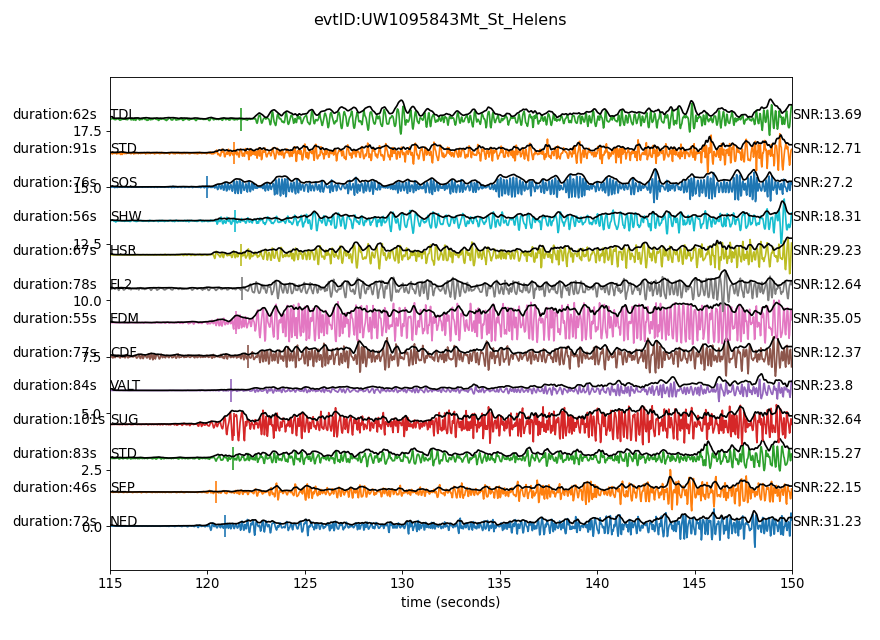 evtID:UW1095843Mt_St_Helens
duration:62s TDL SNR:13.69
17.5
duration:91s STD SNR:12.71
duration:76s SOS SNR:27.2
15.0
duration:56s SHW SNR:18.31
12.5
duration:67s HSR SNR:29.23
duration:78s EL2 SNR:12.64
10.0
duration:55s EDM SNR:35.05
duration:77s CDF SNR:12.37
7.5
duration:84s VALT SNR:23.8
5.0
duration:101s SUG SNR:32.64
duration:83s STD SNR:15.27
2.5
duration:46s SEP SNR:22.15
duration:72s NED SNR:31.23
0.0
115 120 125 130 135 140 145 150
time (seconds)